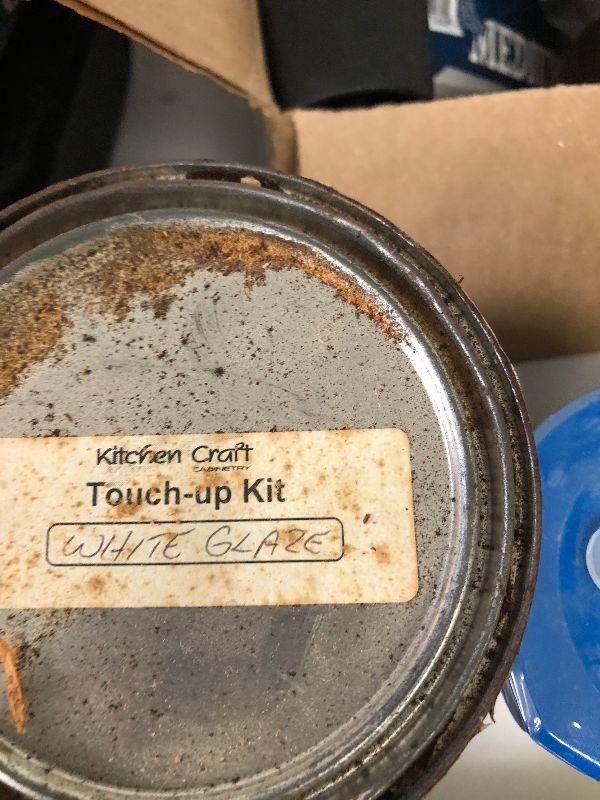 Kitchen Craft
CABINETRY
Touch-up Kit
WHITE GLAZE